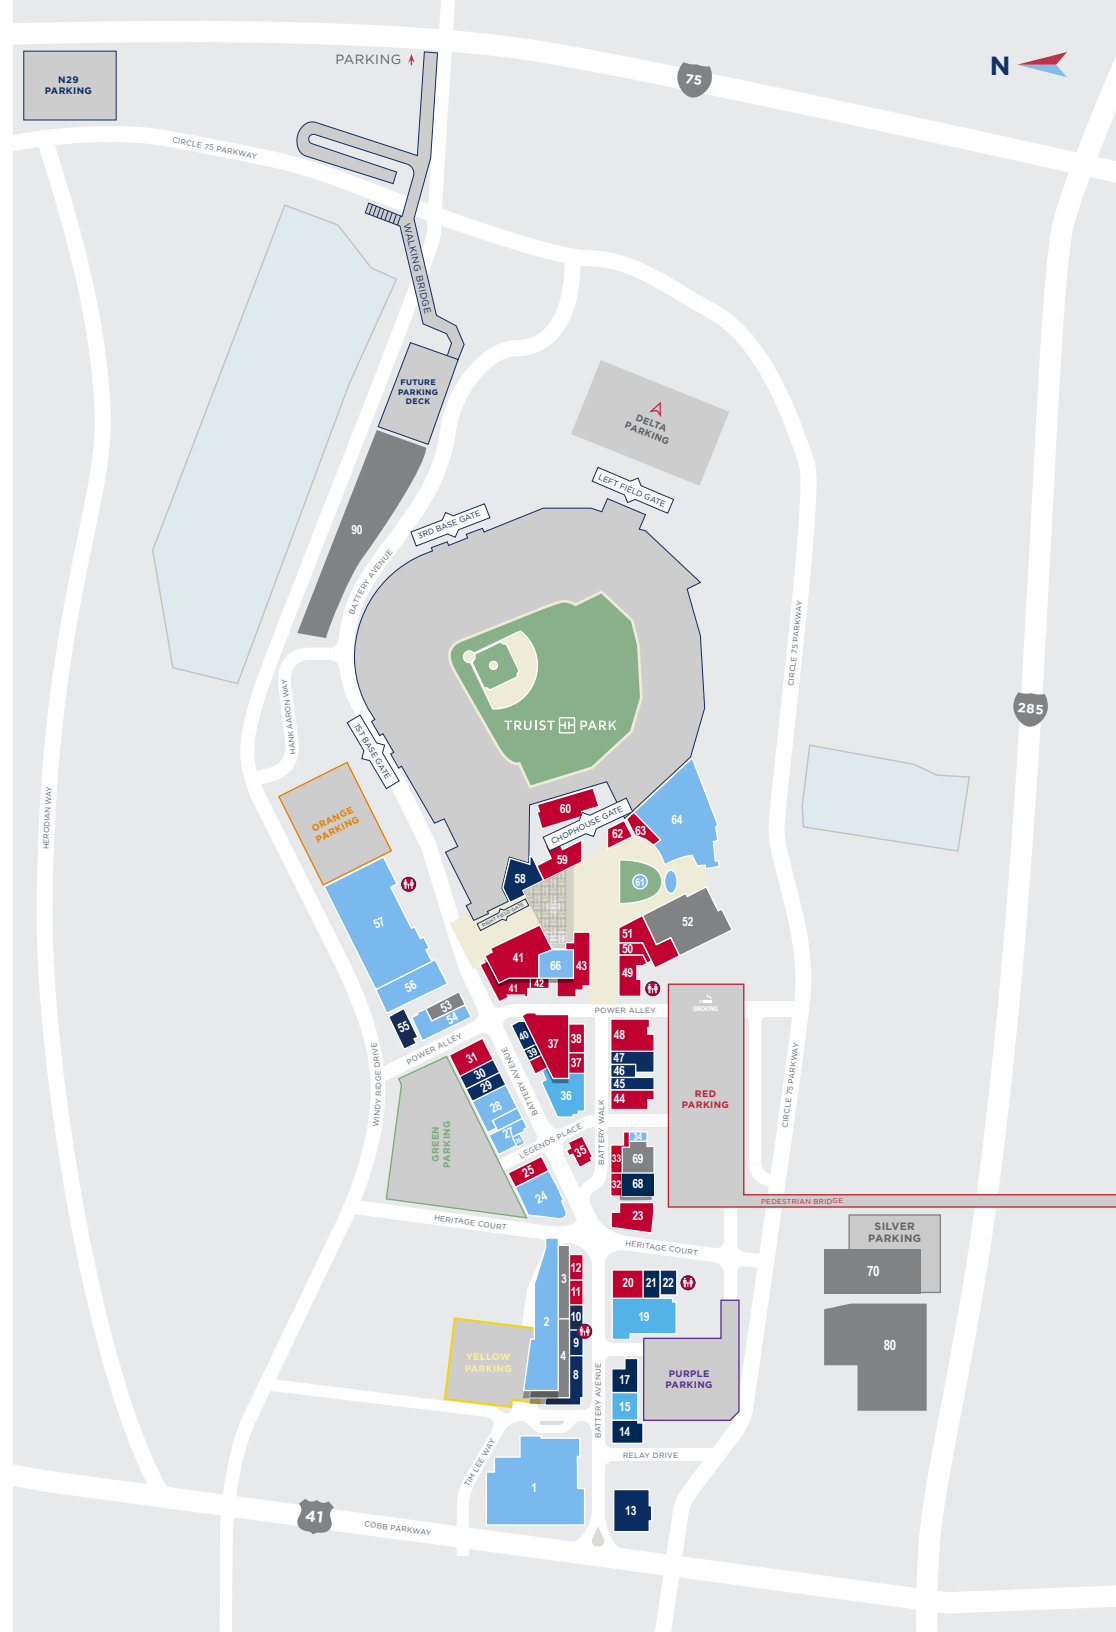 PARKING
N
75
N29
PARKING
CIRCLE 75 PARKWAY
WALKING BRIDGE
FUTURE
PARKING
DECK
DELTA
PARKING
LEFT FIELD GATE
3RD BASE GATE
90
BATTERY AVENUE
CIRCLE 75 PARKWAY
HANK AARON WAY
285
TRUIST PARK
1ST BASE GATE
HERODIAN WAY
ORANGE
PARKING
60
CHOPHOUSE GATE
62
63
64
59
58
61
RIGHT FIELD GATE
57
52
51
50
49
41
66
43
41
42
56
53
54
55
POWER ALLEY
SMOKING
POWER ALLEY
WINDY RIDGE DRIVE
BATTERY AVENUE
40
39
37
38
37
36
48
47
46
45
44
31
30
29
28
27
RED
PARKING
CIRCLE 75 PARKWAY
GREEN
PARKING
LEGENDS PLACE
BATTERY WALK
35
34
33
69
32
68
25
24
23
PEDESTRIAN BRIDGE
HERITAGE COURT
HERITAGE COURT
SILVER
PARKING
70
80
12
11
10
9
8
3
4
2
20
21
22
19
YELLOW
PARKING
PURPLE
PARKING
17
15
14
BATTERY AVENUE
RELAY DRIVE
TIM LEE WAY
1
13
41
COBB PARKWAY